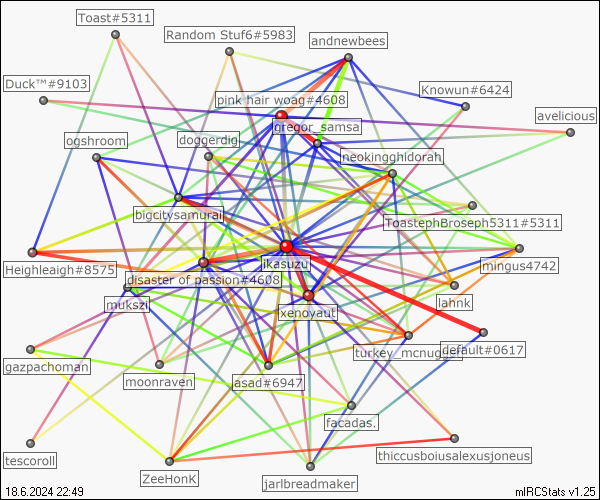 Toast#5311
Random Stuf6#5983
andnewbees
Duck™#9103
Knowun#6424
pink hair woag#4608
avelicious
gregor_samsa
ogshroom
doggerdig
neokingghidorah
bigcitysamurai
ToastephBroseph5311#5311
ikasuzu
mingus4742
Heighleaigh#8575
disaster of passion#4608
mukszi
iahnk
xenoyaut
turkey_mcnugge
default#0617
gazpachoman
moonraven
asad#6947
facadas.
thiccusboiusalexusjoneus
tescoroll
ZeeHonK
jarlbreadmaker
18.6.2024 22:49
mIRCStats v1.25